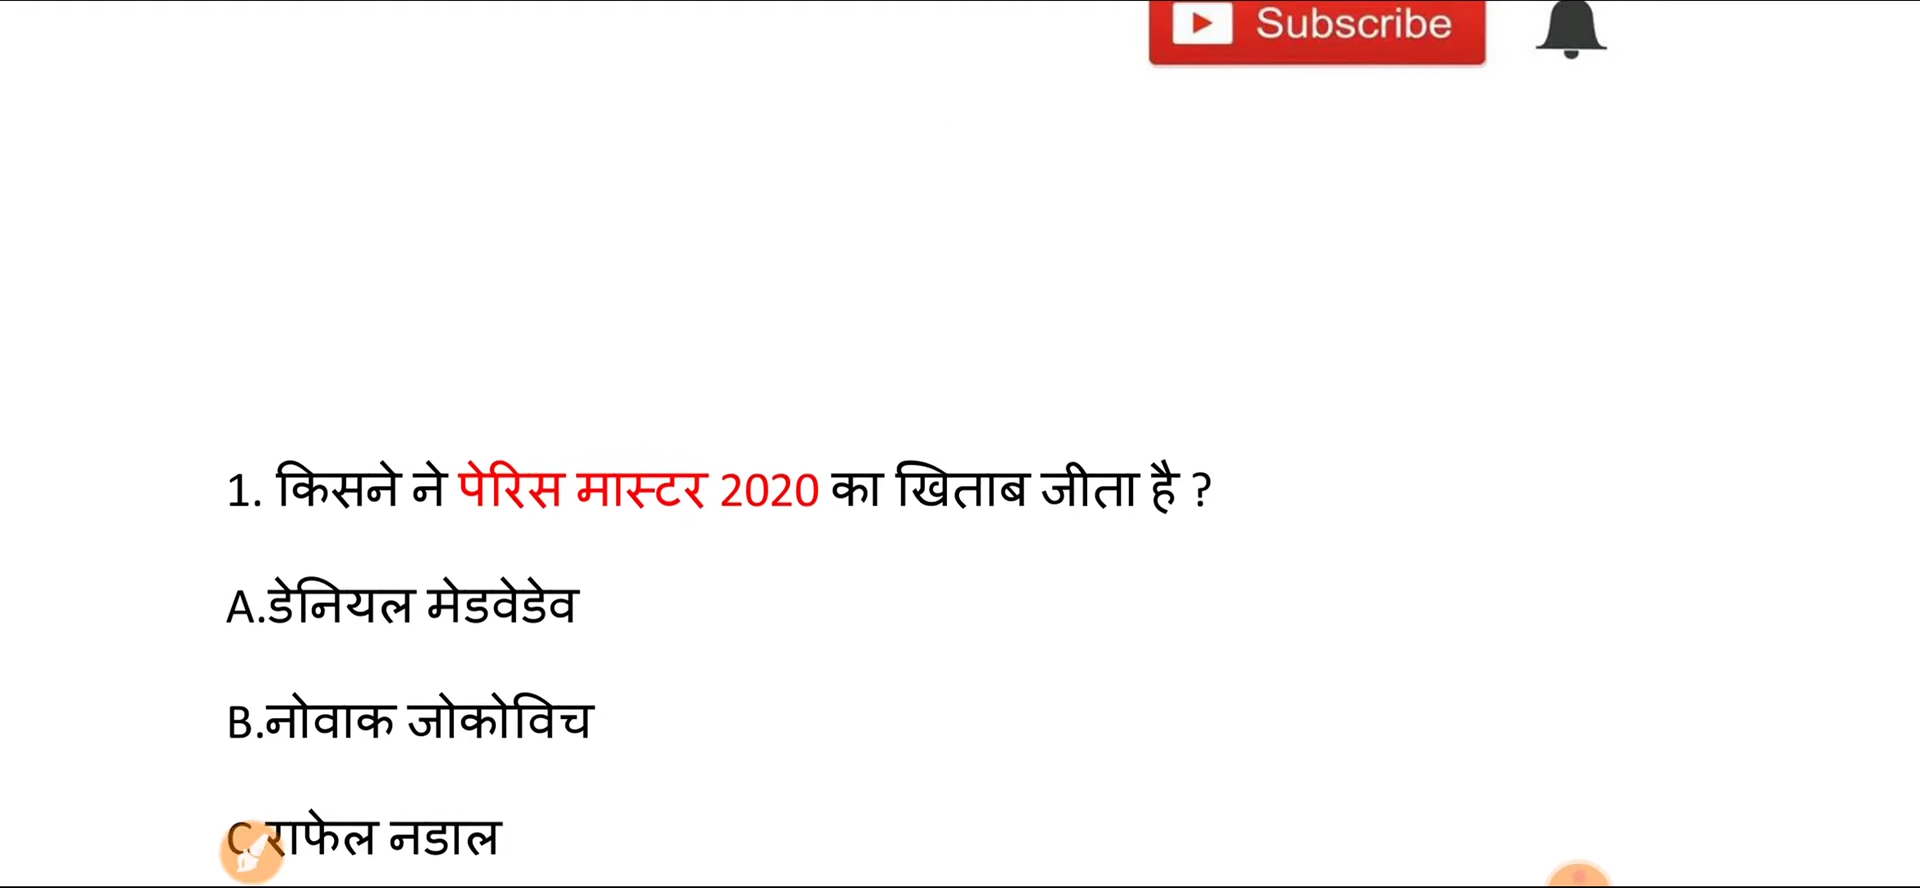 Subscribe
1. किसने ने पेरिस मास्टर 2020 का खिताब जीता है ?
A.डेनियल मेडवेडेव
B.नोवाक जोकोविच
C.राफेल नडाल